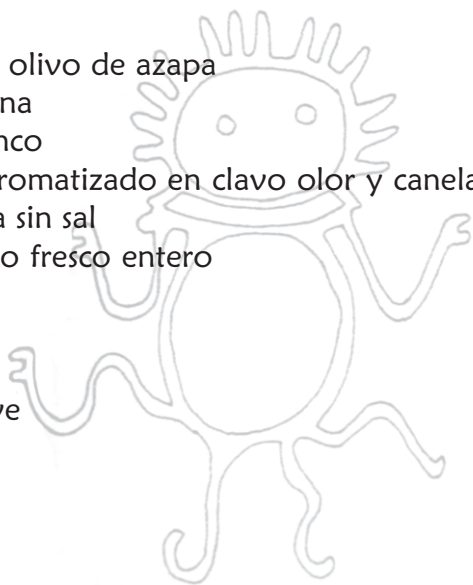 olivo de azapa
na
nco
romatizado en clavo olor y canela
a sin sal
o fresco entero
ve